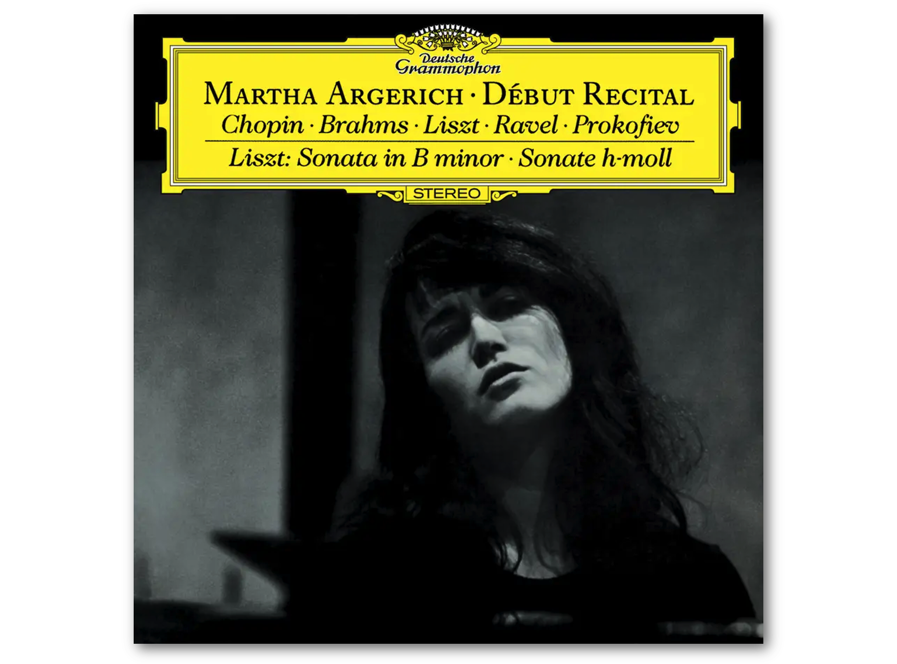 Deutsche
Grammophon
MARTHA ARGERICH · DÉBUT RECITAL
Chopin · Brahms · Liszt · Ravel · Prokofiev
Liszt: Sonata in B minor · Sonate h-moll
STEREO